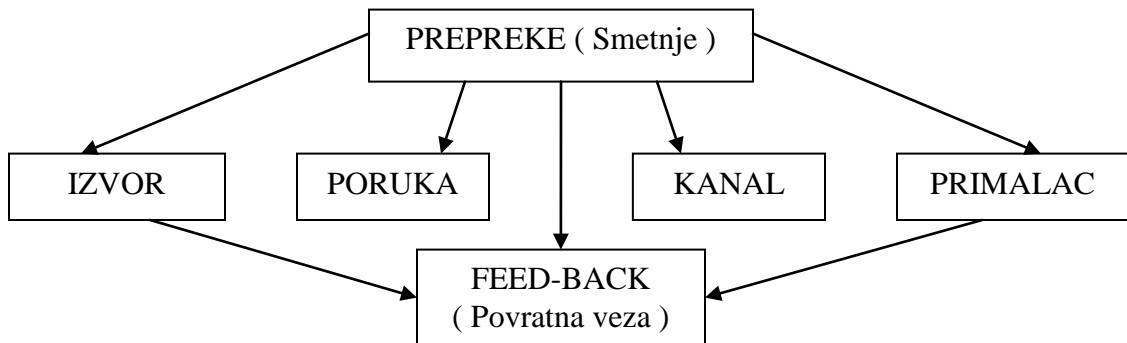 PREPREKE ( Smetnje )
IZVOR
PORUKA
KANAL
PRIMALAC
FEED-BACK
( Povratna veza )